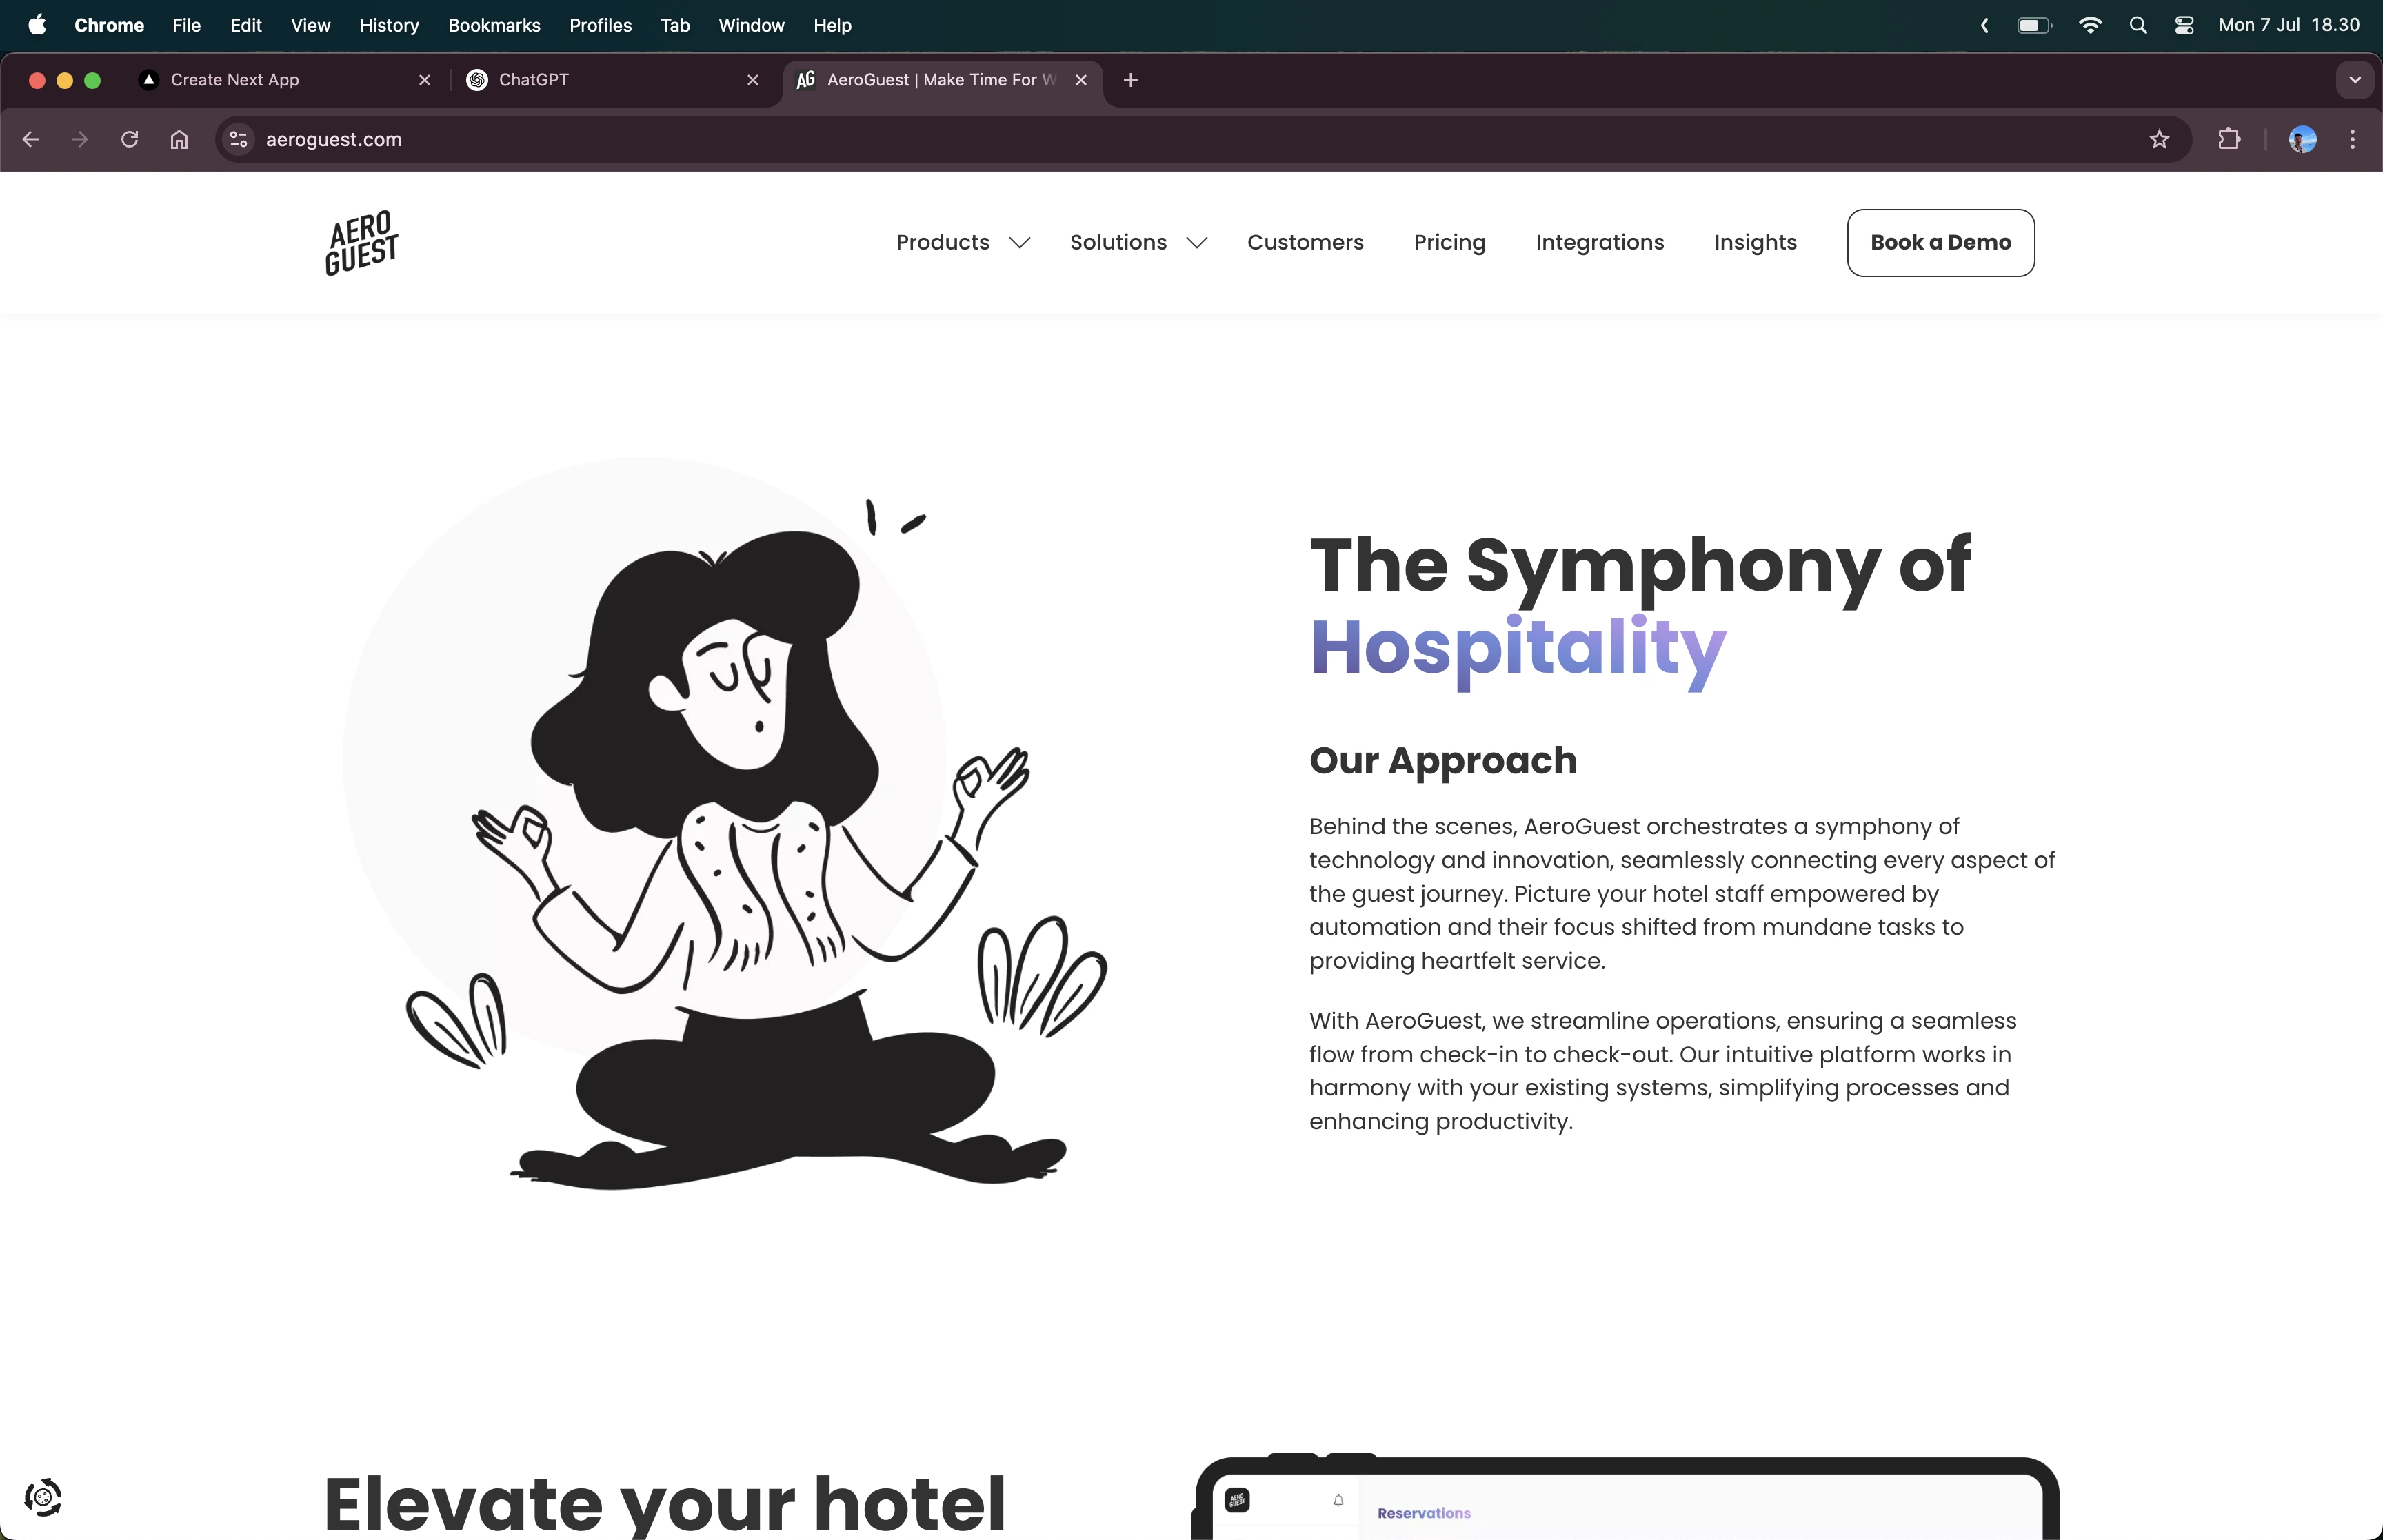 Chrome File Edit View History Bookmarks Profiles Tab Window Help Mon 7 Jul 18.30
Create Next App ChatGPT AG AeroGuest | Make Time For W
aeroguest.com
AERO
GUEST
Products Solutions Customers Pricing Integrations Insights Book a Demo
The Symphony of
Hospitality
Our Approach
Behind the scenes, AeroGuest orchestrates a symphony of
technology and innovation, seamlessly connecting every aspect of
the guest journey. Picture your hotel staff empowered by
automation and their focus shifted from mundane tasks to
providing heartfelt service.
With AeroGuest, we streamline operations, ensuring a seamless
flow from check-in to check-out. Our intuitive platform works in
harmony with your existing systems, simplifying processes and
enhancing productivity.
Elevate your hotel
AERO
GUEST
Reservations